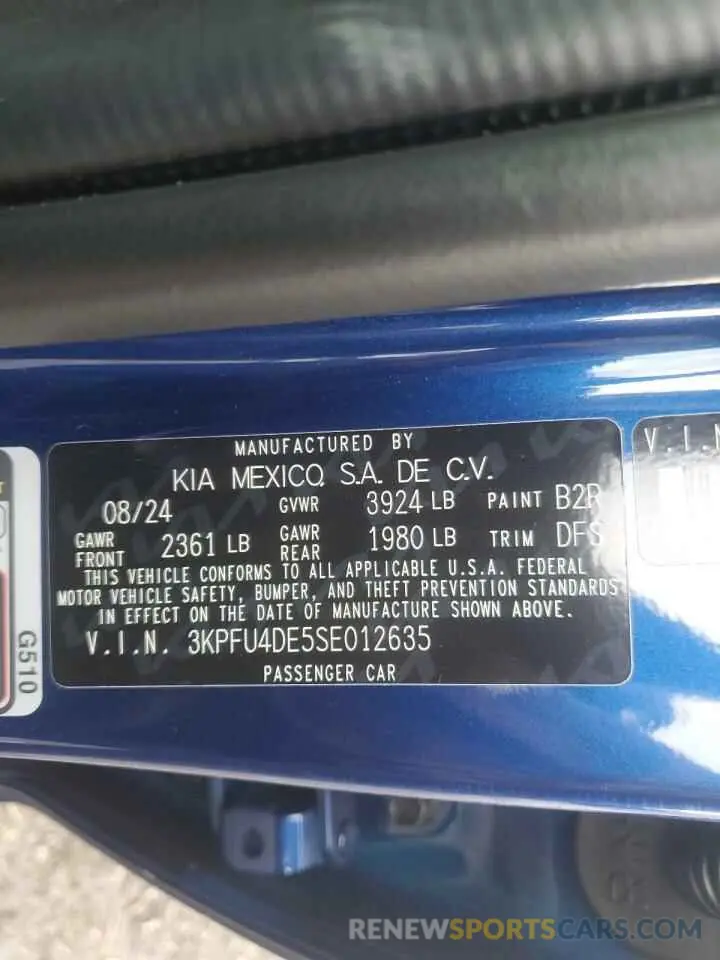 MANUFACTURED BY
KIA MEXICO, S.A. DE C.V.
08/24 GVWR 3924 LB PAINT B2R
GAWR FRONT 2361 LB GAWR REAR 1980 LB TRIM DFS
THIS VEHICLE CONFORMS TO ALL APPLICABLE U.S.A. FEDERAL
MOTOR VEHICLE SAFETY, BUMPER, AND THEFT PREVENTION STANDARDS
IN EFFECT ON THE DATE OF MANUFACTURE SHOWN ABOVE.
V.I.N. 3KPFU4DE5SE012635
PASSENGER CAR
V.I.N
G510
RENEWSPORTSCARS.COM